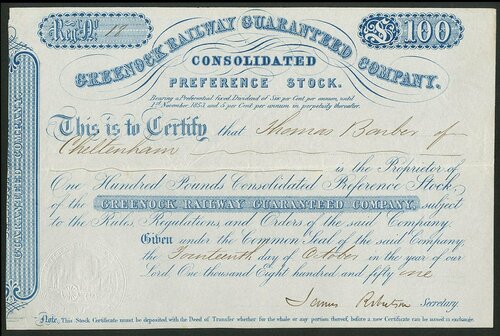 Reg. No. 18
£100
GREENOCK RAILWAY GUARANTEED COMPANY.
CONSOLIDATED
PREFERENCE STOCK.
Bearing a Preferential fixed Dividend of Six per Cent per annum, until
1st Novber. 1853, and 5 per Cent per annum in perpetuity thereafter.
This is to Certify that Thomas Barber of
Cheltenham
is the Proprietor of
One Hundred Pounds Consolidated Preference Stock
of the GREENOCK RAILWAY GUARANTEED COMPANY, subject
to the Rules, Regulations and Orders of the said Company.
Given under the Common Seal of the said Company,
the Fourteenth day of October in the year of our
Lord One thousand Eight hundred and fifty one
James Robertson Secretary.
Note, This Stock Certificate must be deposited with the Deed of Transfer whether for the whole or any portion thereof, before a new Certificate can be issued in exchange.
GREENOCK RAILWAY GUARANTEED COMPANY